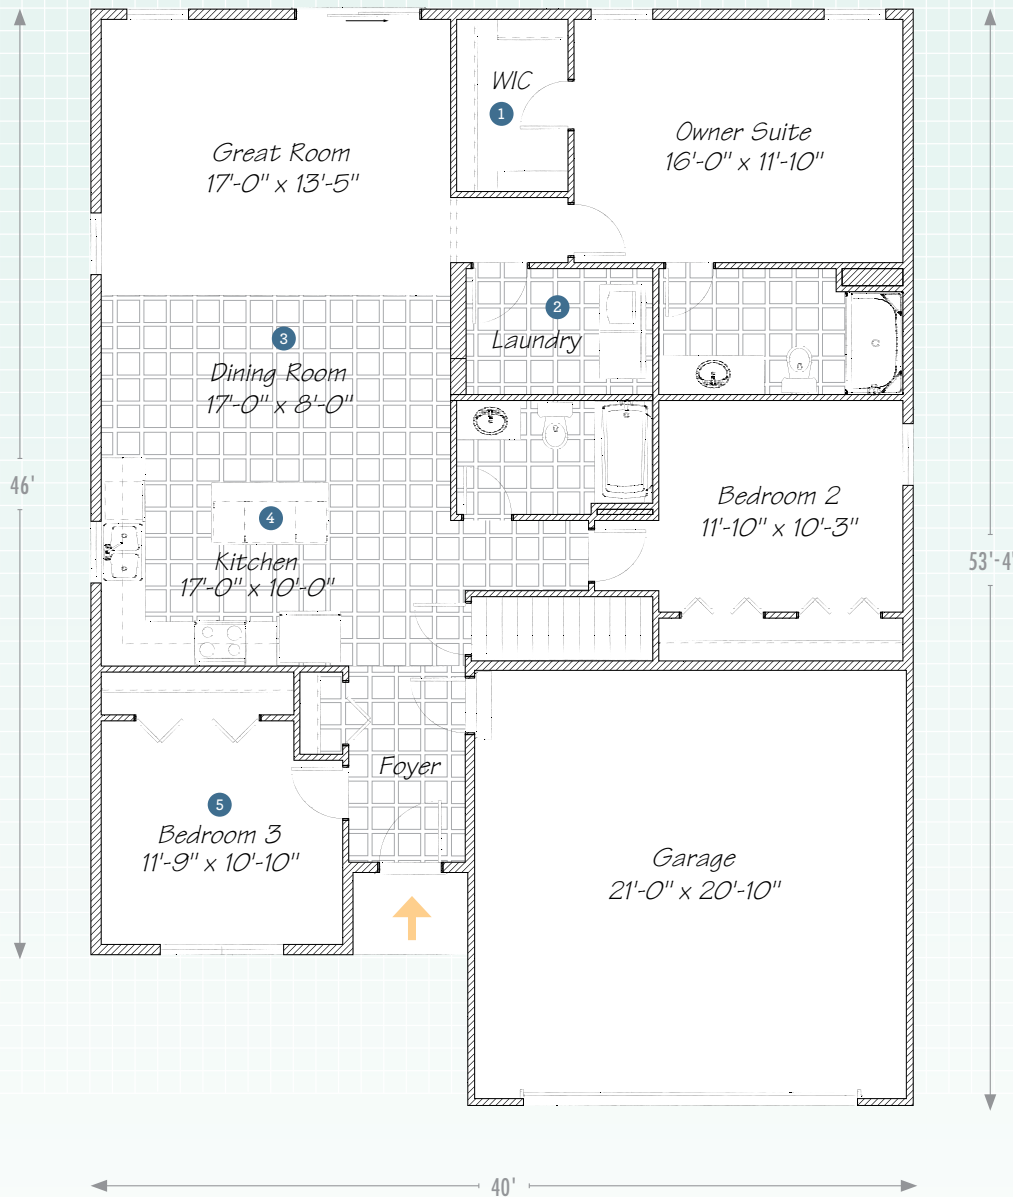 WIC
1
Great Room
17'-0" x 13'-5"
Owner Suite
16'-0" x 11'-10"
2
Laundry
3
Dining Room
17'-0" x 8'-0"
46'
4
Kitchen
17'-0" x 10'-0"
Bedroom 2
11'-10" x 10'-3"
53'-4'
Foyer
5
Bedroom 3
11'-9" x 10'-10"
Garage
21'-0" x 20'-10"
40'